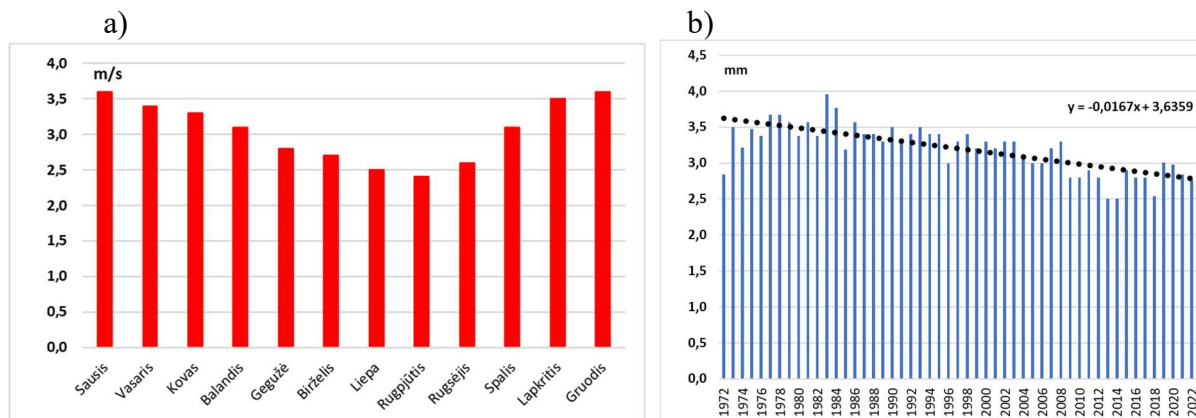 a)
m/s
4,0
3,5
3,0
2,5
2,0
1,5
1,0
0,5
0,0
Sausis
Vasaris
Kovas
Balandis
Gegužė
Birželis
Liepa
Rugpjūtis
Rugsėjis
Spalis
Lapkritis
Gruodis
b)
mm
y = -0,0167x + 3,6359
4,5
4,0
3,5
3,0
2,5
2,0
1,5
1,0
0,5
0,0
1972
1974
1976
1978
1980
1982
1984
1986
1988
1990
1992
1994
1996
1998
2000
2002
2004
2006
2008
2010
2012
2014
2016
2018
2020
2022